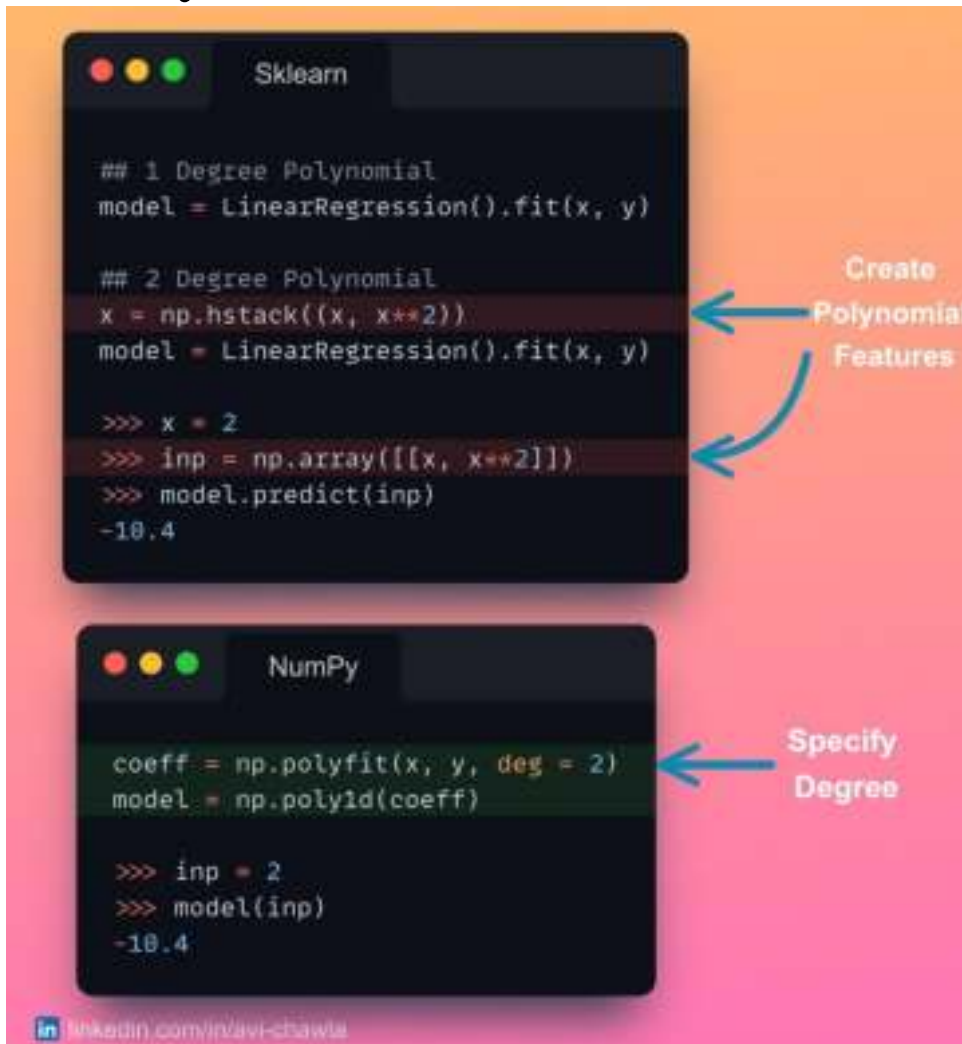 Sklearn
## 1 Degree Polynomial
model = LinearRegression().fit(x, y)
## 2 Degree Polynomial
x = np.hstack((x, x**2))
model = LinearRegression().fit(x, y)
>>> x = 2
>>> inp = np.array([[x, x**2]])
>>> model.predict(inp)
-10.4
Create
Polynomial
Features
NumPy
coeff = np.polyfit(x, y, deg = 2)
model = np.poly1d(coeff)
>>> inp = 2
>>> model(inp)
-10.4
Specify
Degree
in linkedin.com/in/avi-chawla